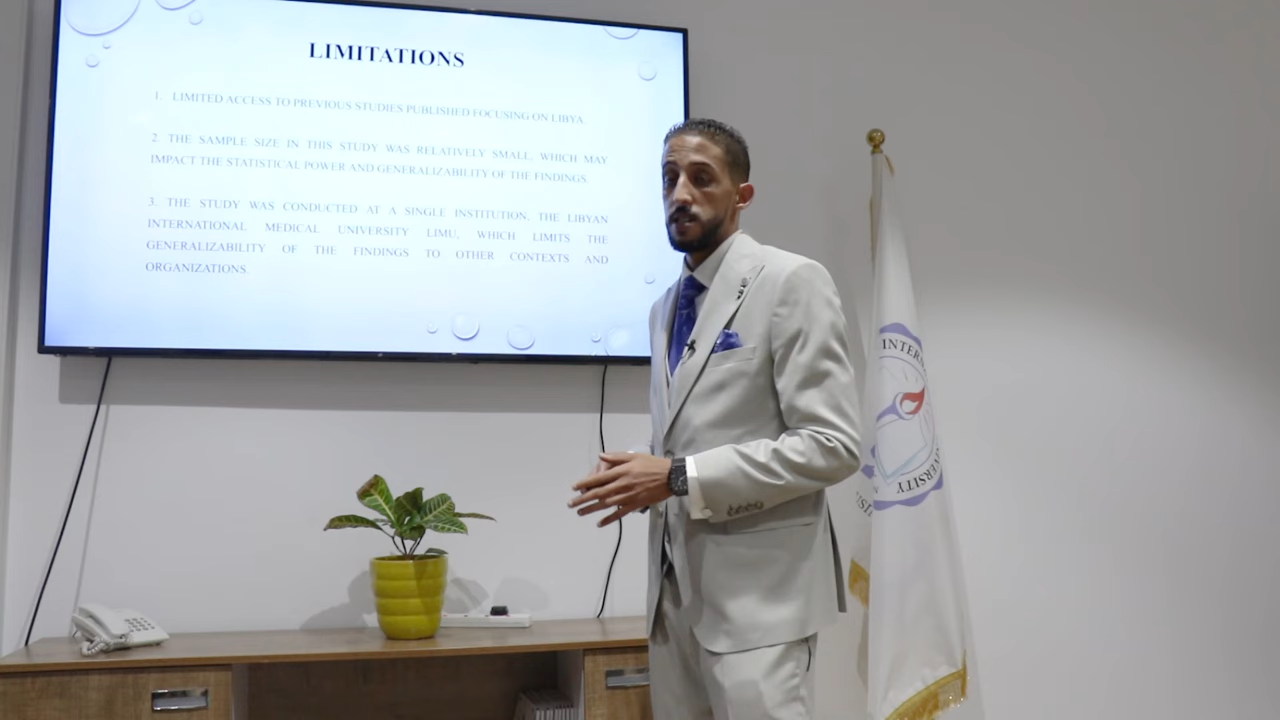 LIMITATIONS
1. LIMITED ACCESS TO PREVIOUS STUDIES PUBLISHED FOCUSING ON LIBYA.
2. THE SAMPLE SIZE IN THIS STUDY WAS RELATIVELY SMALL, WHICH MAY
IMPACT THE STATISTICAL POWER AND GENERALIZABILITY OF THE FINDINGS.
3. THE STUDY WAS CONDUCTED AT A SINGLE INSTITUTION, THE LIBYAN
INTERNATIONAL MEDICAL UNIVERSITY LIMU, WHICH LIMITS THE
GENERALIZABILITY OF THE FINDINGS TO OTHER CONTEXTS AND
ORGANIZATIONS.
INTER
VERSITY